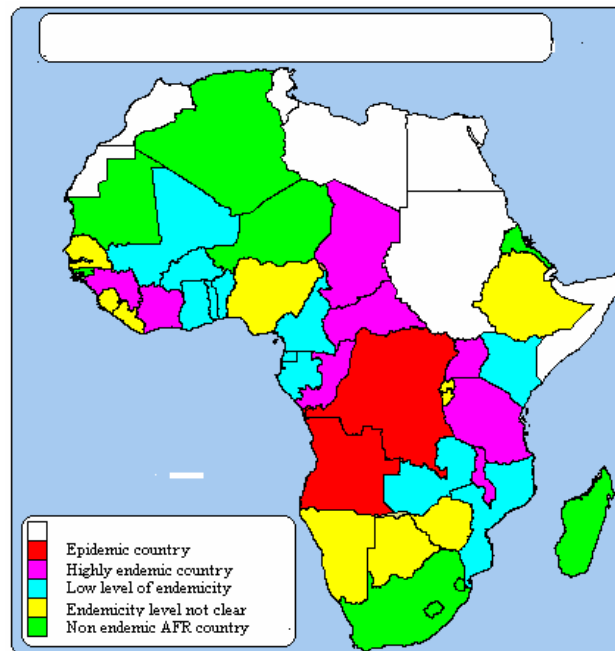 Epidemic country
Highly endemic country
Low level of endemicity
Endemicity level not clear
Non endemic AFR country